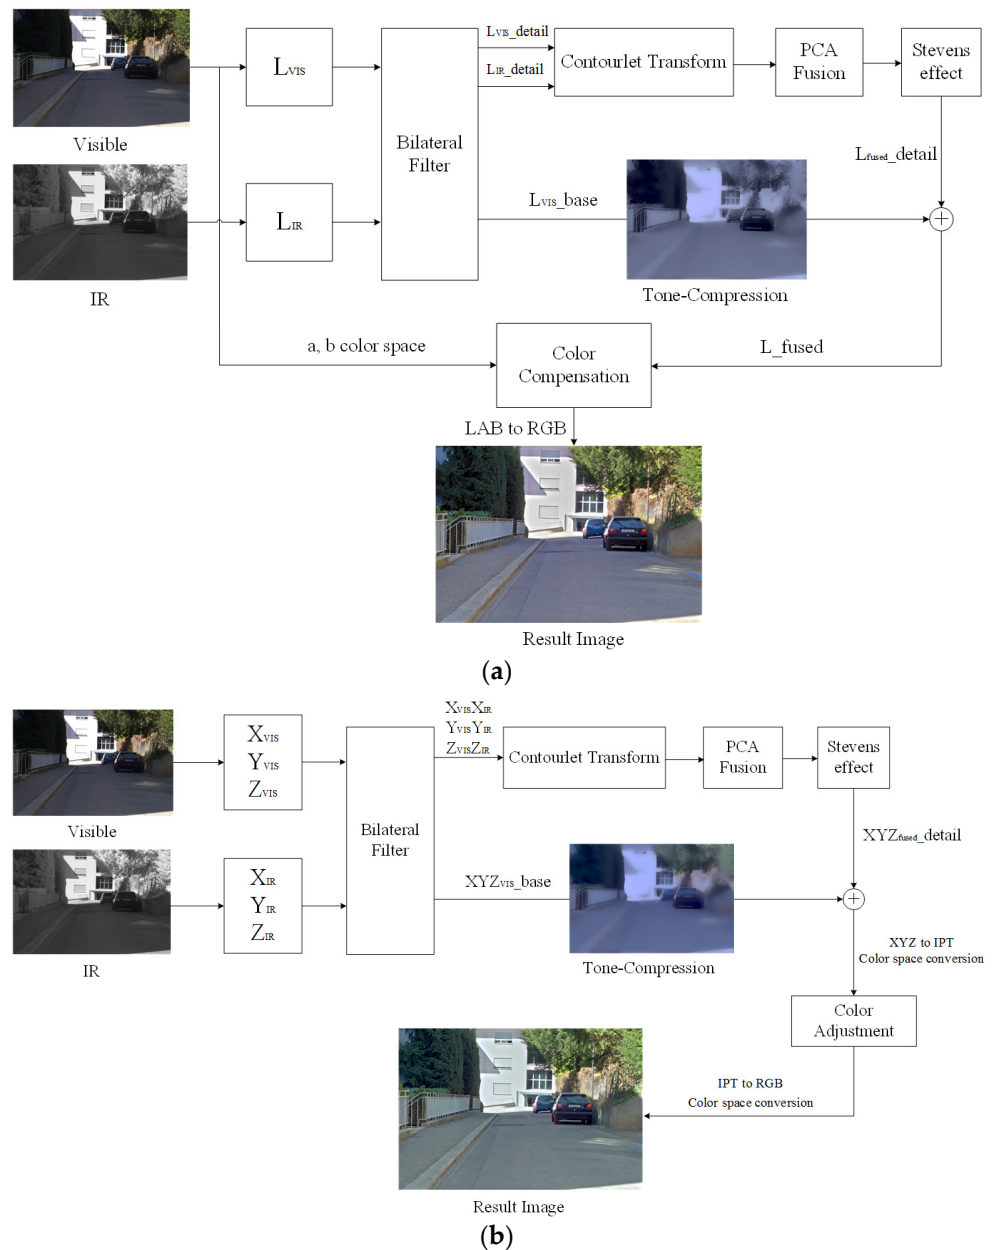 Visible
IR
LVIS
LIR
Bilateral
Filter
LVIS_detail
LIR_detail
Contourlet Transform
PCA
Fusion
Stevens
effect
Lfused_detail
LVIS_base
Tone-Compression
a, b color space
Color
Compensation
L_fused
LAB to RGB
Result Image
(a)
Visible
IR
XVIS
YVIS
ZVIS
XIR
YIR
ZIR
Bilateral
Filter
XVISXIR
YVISYIR
ZVISZIR
Contourlet Transform
PCA
Fusion
Stevens
effect
XYZfused_detail
XYZVIS_base
Tone-Compression
XYZ to IPT
Color space conversion
Color
Adjustment
IPT to RGB
Color space conversion
Result Image
(b)